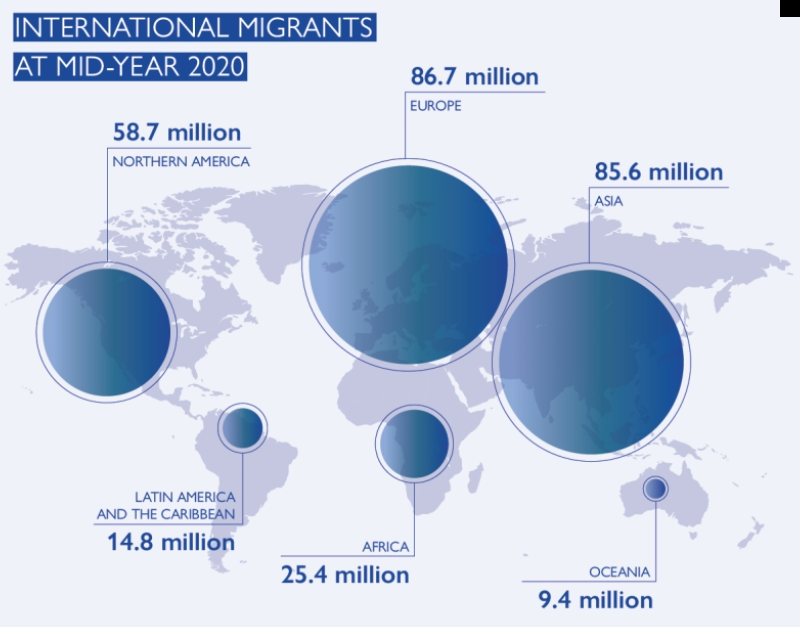 INTERNATIONAL MIGRANTS
AT MID-YEAR 2020
86.7 million
EUROPE
58.7 million
NORTHERN AMERICA
85.6 million
ASIA
LATIN AMERICA
AND THE CARIBBEAN
14.8 million
AFRICA
25.4 million
OCEANIA
9.4 million